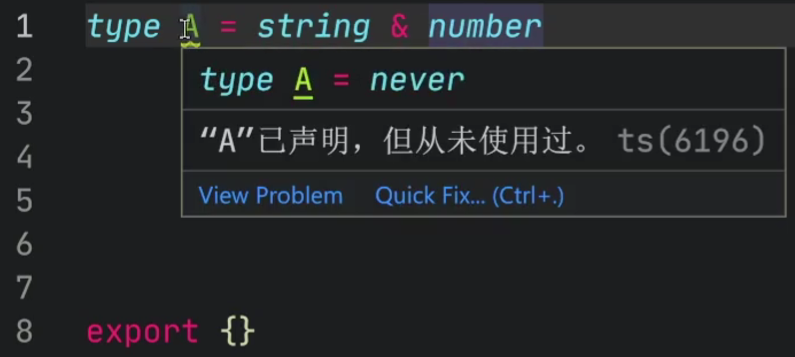 1 type A = string & number
2 type A = never
3
4 “A”已声明，但从未使用过。 ts(6196)
5 View Problem Quick Fix... (Ctrl+.)
6
7
8 export {}